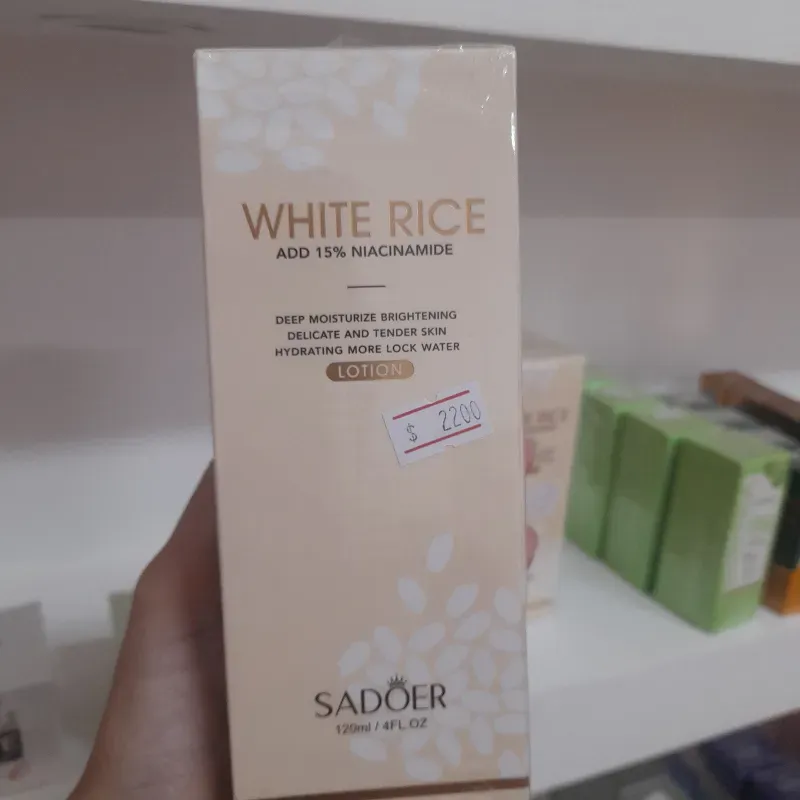 WHITE RICE
ADD 15% NIACINAMIDE
DEEP MOISTURIZE BRIGHTENING
DELICATE AND TENDER SKIN
HYDRATING MORE LOCK WATER
LOTION
$ 2200
SADOER
120ml / 4FL.OZ